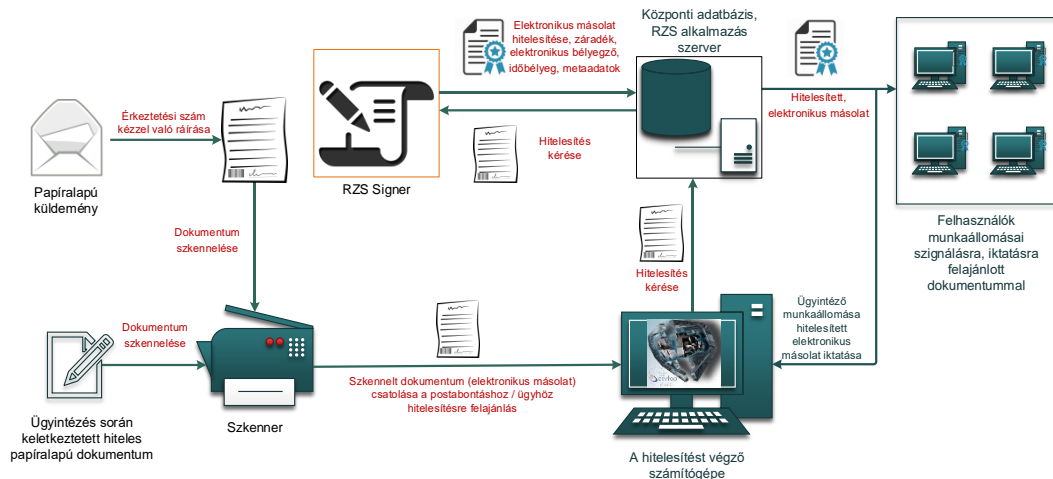 Elektronikus másolat
hitelesítése, záradék,
elektronikus bélyegző,
időbélyeg, metaadatok
Központi adatbázis,
RZS alkalmazás
szerver
Érkeztetési szám
kézzel való ráírása
Hitelesített,
elektronikus másolat
Hitelesítés
kérése
Papíralapú
küldemény
RZS Signer
Felhasználók
munkaállomásai
szignálásra, iktatásra
felajánlott
dokumentummal
Dokumentum
szkennelése
Hitelesítés
kérése
Ügyintéző
munkaállomása
hitelesített
elektronikus
másolat iktatása
Dokumentum
szkennelése
Szkennelt dokumentum (elektronikus másolat)
csatolása a postabontáshoz / ügyhöz
hitelesítésre felajánlás
Ügyintézés során
keletkeztetett hiteles
papíralapú dokumentum
Szkenner
A hitelesítést végző
számítógépe